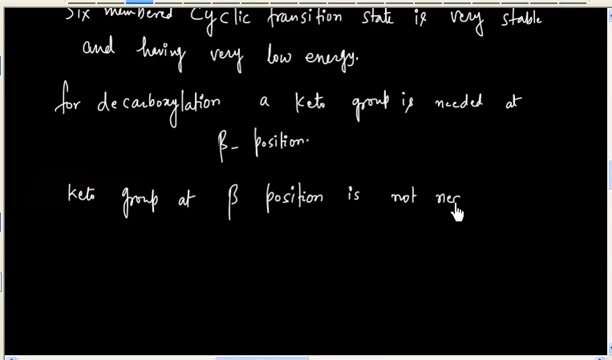 Six membered Cyclic transition state is very stable
and having very low energy.
for decarboxylation a keto group is needed at
β- position.
keto group at β position is not nec